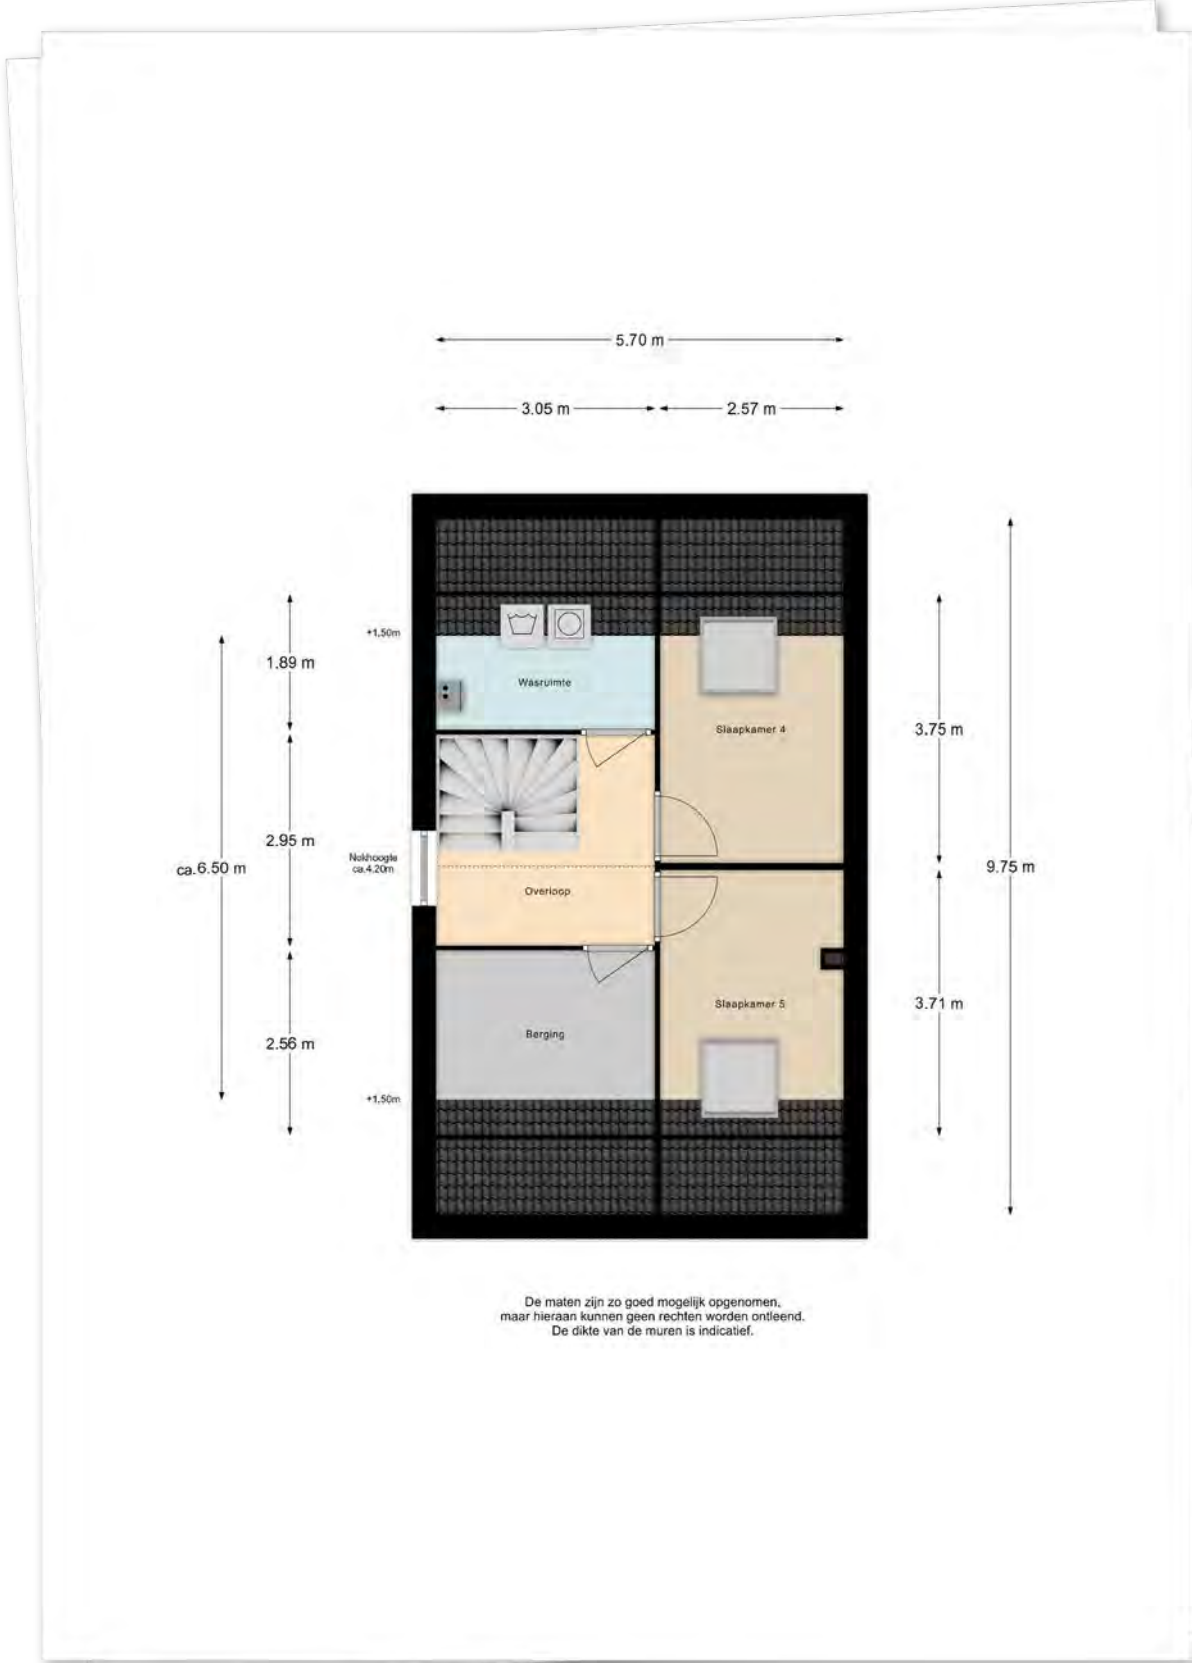 5.70 m
3.05 m
2.57 m
+1.50m
1.89 m
Wasruimte
Slaapkamer 4
3.75 m
2.95 m
Nokhoogte
ca.4.20m
ca.6.50 m
9.75 m
Overloop
Slaapkamer 5
3.71 m
Berging
2.56 m
+1.50m
De maten zijn zo goed mogelijk opgenomen,
maar hieraan kunnen geen rechten worden ontleend.
De dikte van de muren is indicatief.